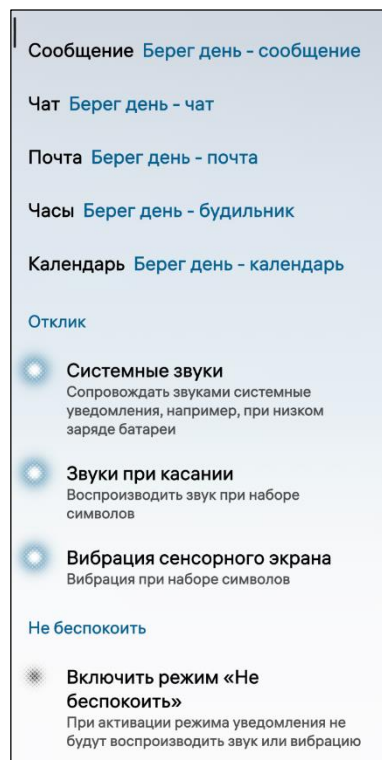 Сообщение Берег день - сообщение
Чат Берег день - чат
Почта Берег день - почта
Часы Берег день - будильник
Календарь Берег день - календарь
Отклик
Системные звуки
Сопровождать звуками системные
уведомления, например, при низком
заряде батареи
Звуки при касании
Воспроизводить звук при наборе
символов
Вибрация сенсорного экрана
Вибрация при наборе символов
Не беспокоить
Включить режим «Не
беспокоить»
При активации режима уведомления не
будут воспроизводить звук или вибрацию